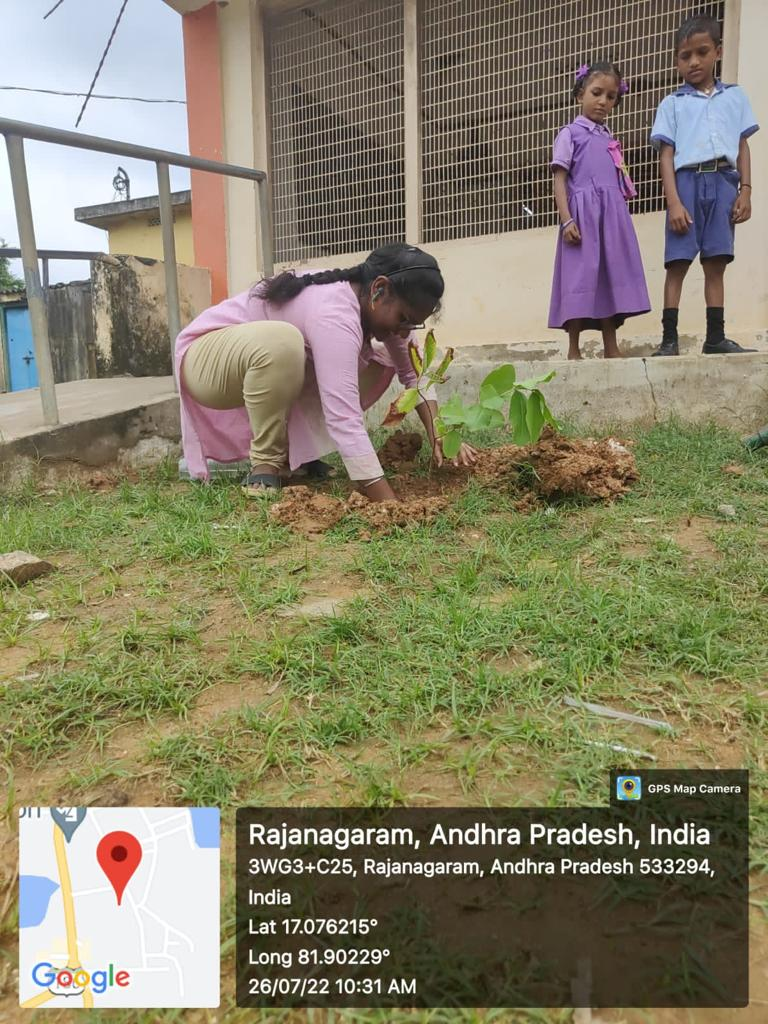 GPS Map Camera
Rajanagaram, Andhra Pradesh, India
3WG3+C25, Rajanagaram, Andhra Pradesh 533294,
India
Lat 17.076215°
Long 81.90229°
26/07/22 10:31 AM
Google